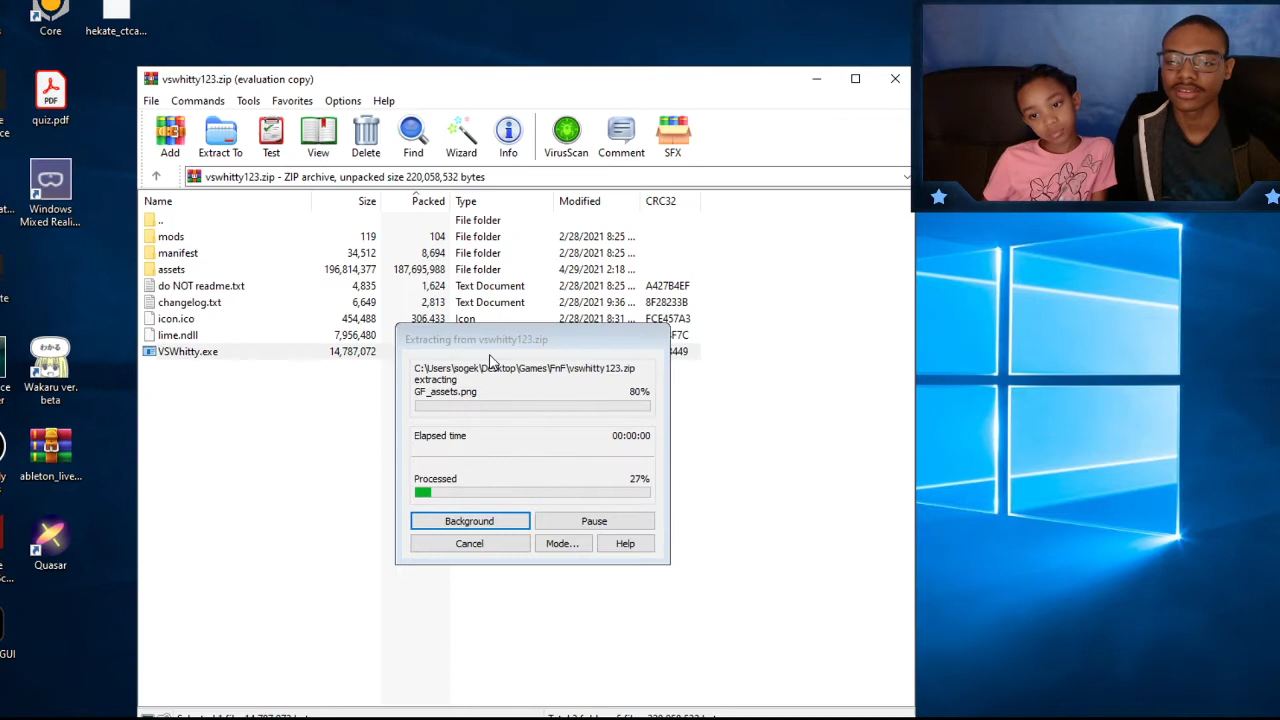 Core
hekate_ctca...
quiz.pdf
Windows
Mixed Reali...
Wakaru ver.
beta
ableton_live...
Quasar
GUI
vswhitty123.zip (evaluation copy)
File Commands Tools Favorites Options Help
Add Extract To Test View Delete Find Wizard Info VirusScan Comment SFX
vswhitty123.zip - ZIP archive, unpacked size 220,058,532 bytes
Name Size Packed Type Modified CRC32
.. File folder
mods 119 104 File folder 2/28/2021 8:25 ...
manifest 34,512 8,694 File folder 2/28/2021 8:25 ...
assets 196,814,377 187,695,988 File folder 4/29/2021 2:18 ...
do NOT readme.txt 4,835 1,624 Text Document 2/28/2021 8:25 ... A427B4EF
changelog.txt 6,649 2,813 Text Document 2/28/2021 9:36 ... 8F28233B
icon.ico 454,488 306,433 Icon 2/28/2021 8:31 ... FCE457A3
lime.ndll 7,956,480
VSWhitty.exe 14,787,072
Extracting from vswhitty123.zip
C:\Users\sogek\Desktop\Games\FnF\vswhitty123.zip
extracting
GF_assets.png 80%
Elapsed time 00:00:00
Processed 27%
Background Pause
Cancel Mode... Help